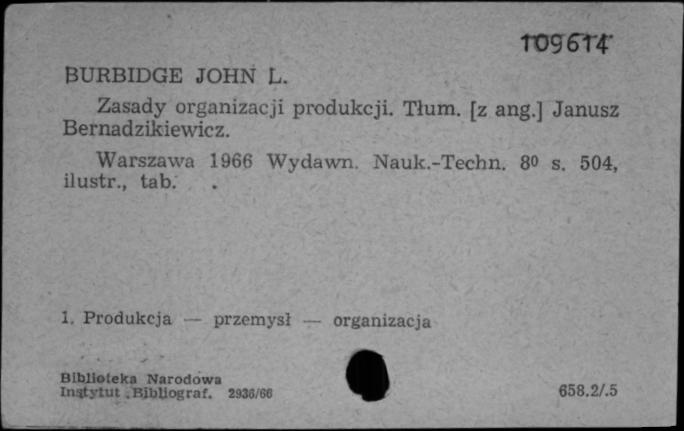 109614
BURBIDGE JOHN L.
Zasady organizacji produkcji. Tłum. [z ang.] Janusz
Bernadzikiewicz.
Warszawa 1966 Wydawn. Nauk.-Techn. 8⁰ s. 504,
ilustr., tab.
1. Produkcja — przemysł — organizacja
Biblioteka Narodowa
Instytut Bibliograf. 2936/66
658.2/.5